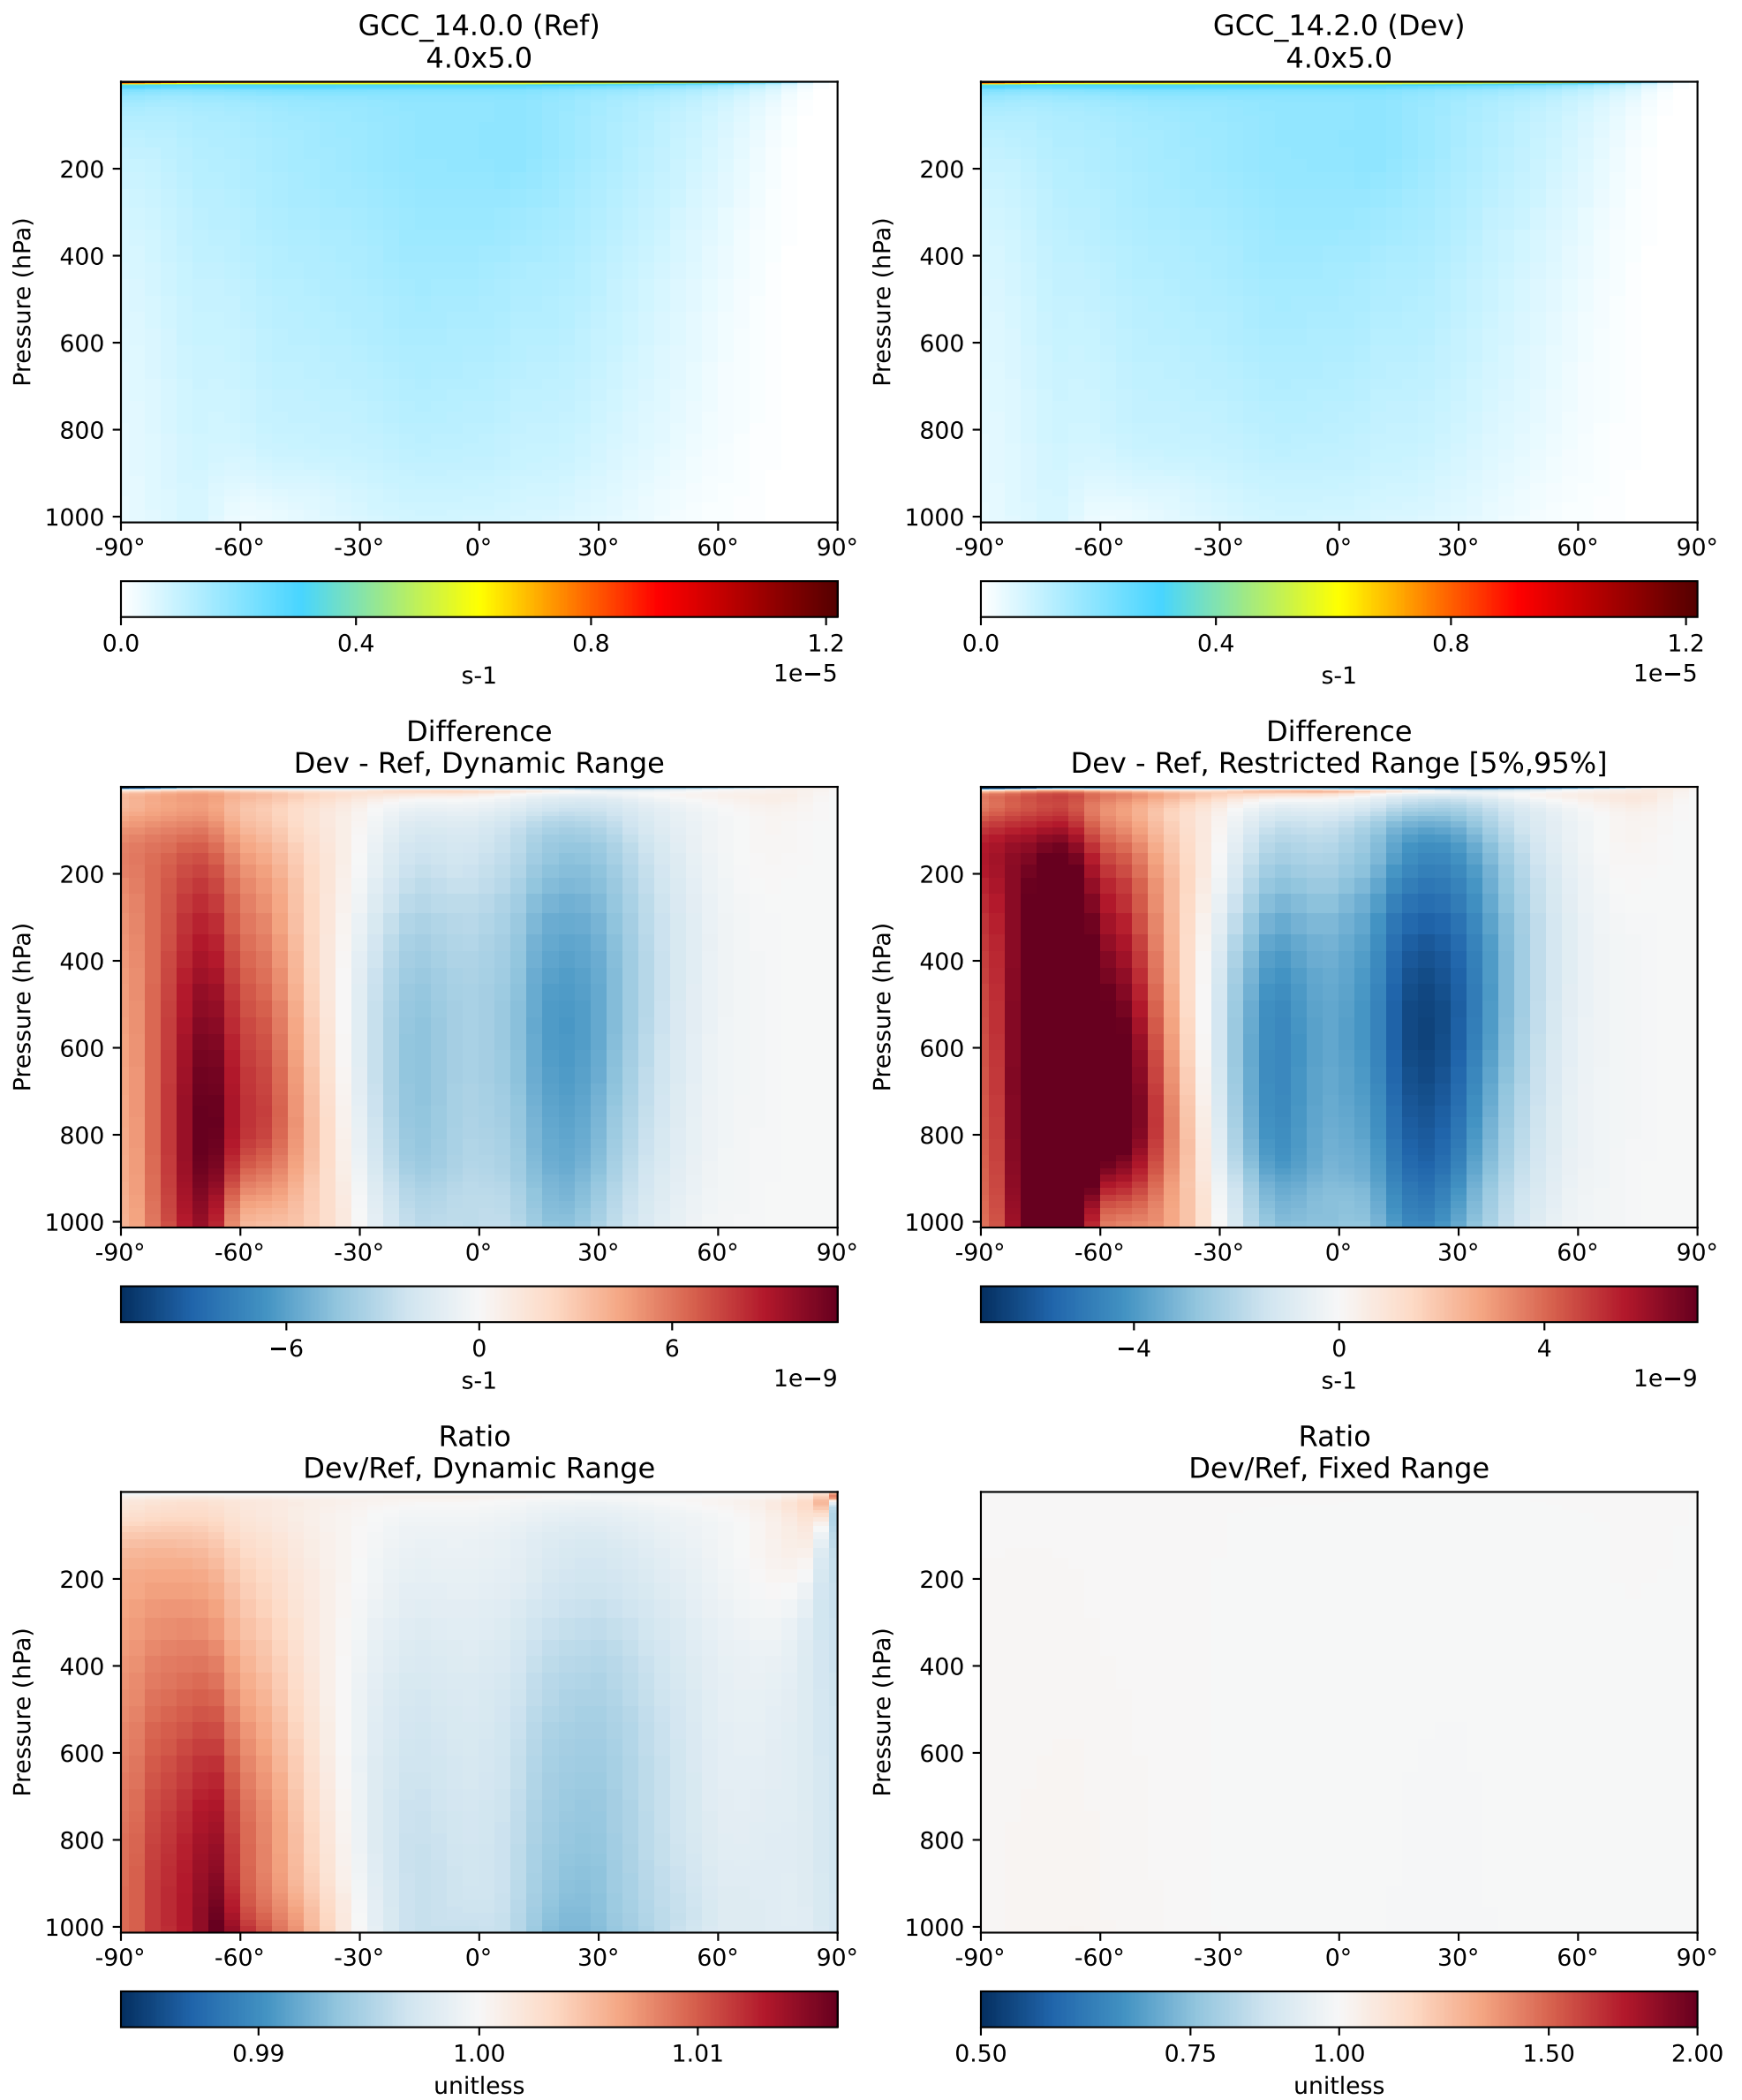 GCC_14.0.0 (Ref)
4.0x5.0
Pressure (hPa)
200
400
600
800
1000
-90° -60° -30° 0° 30° 60° 90°
0.0 0.4 0.8 1.2
s-1 1e−5
GCC_14.2.0 (Dev)
4.0x5.0
Pressure (hPa)
200
400
600
800
1000
-90° -60° -30° 0° 30° 60° 90°
0.0 0.4 0.8 1.2
s-1 1e−5
Difference
Dev - Ref, Dynamic Range
Pressure (hPa)
200
400
600
800
1000
-90° -60° -30° 0° 30° 60° 90°
−6 0 6
s-1 1e−9
Difference
Dev - Ref, Restricted Range [5%,95%]
Pressure (hPa)
200
400
600
800
1000
-90° -60° -30° 0° 30° 60° 90°
−4 0 4
s-1 1e−9
Ratio
Dev/Ref, Dynamic Range
Pressure (hPa)
200
400
600
800
1000
-90° -60° -30° 0° 30° 60° 90°
0.99 1.00 1.01
unitless
Ratio
Dev/Ref, Fixed Range
Pressure (hPa)
200
400
600
800
1000
-90° -60° -30° 0° 30° 60° 90°
0.50 0.75 1.00 1.50 2.00
unitless